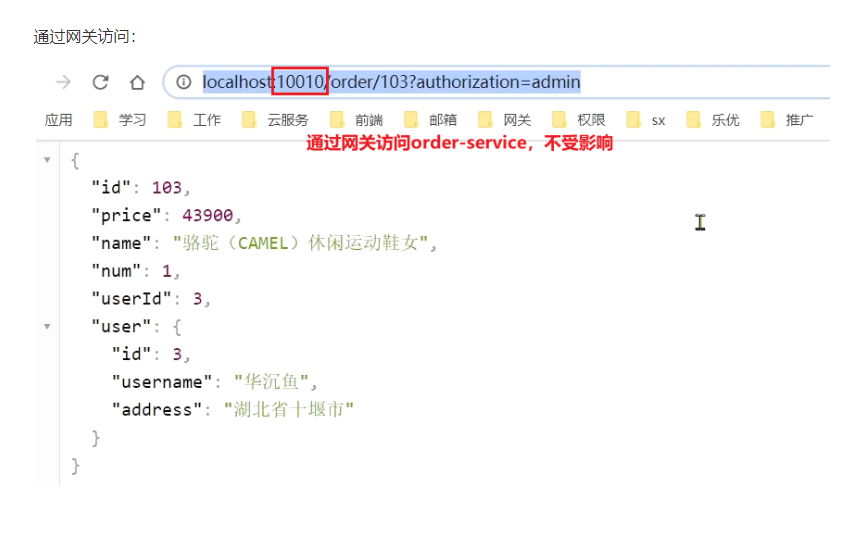 通过网关访问：
localhost:10010/order/103?authorization=admin
应用 学习 工作 云服务 前端 邮箱 网关 权限 sx 乐优 推广
通过网关访问order-service，不受影响
{
"id": 103,
"price": 43900,
"name": "骆驼（CAMEL）休闲运动鞋女",
"num": 1,
"userId": 3,
"user": {
"id": 3,
"username": "华沉鱼",
"address": "湖北省十堰市"
}
}